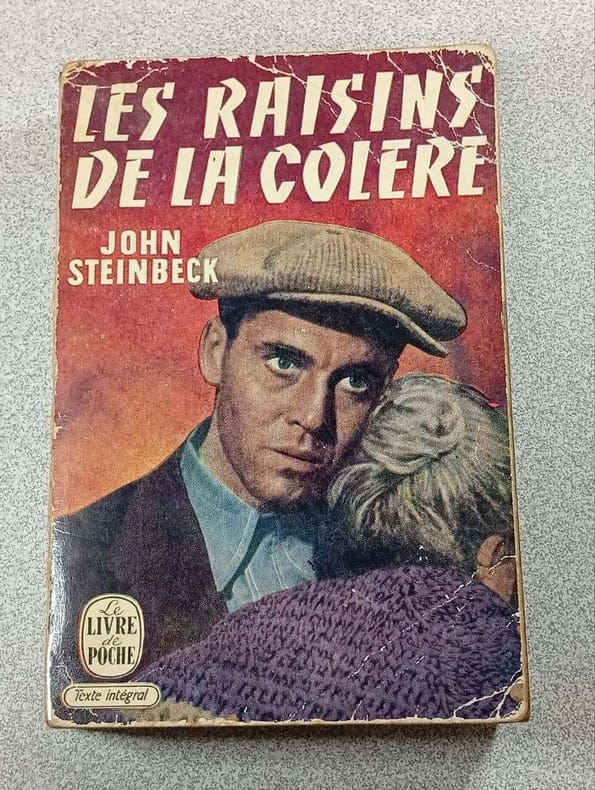 LES RAISINS
DE LA COLERE
JOHN
STEINBECK
Le
LIVRE
de
POCHE
Texte intégral